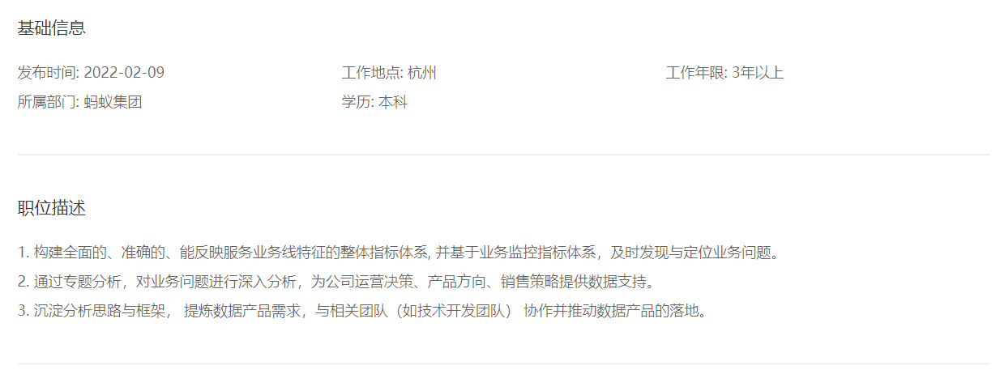 基础信息
发布时间: 2022-02-09 工作地点: 杭州 工作年限: 3年以上
所属部门: 蚂蚁集团 学历: 本科
职位描述
1. 构建全面的、准确的、能反映服务业务线特征的整体指标体系, 并基于业务监控指标体系，及时发现与定位业务问题。
2. 通过专题分析，对业务问题进行深入分析，为公司运营决策、产品方向、销售策略提供数据支持。
3. 沉淀分析思路与框架， 提炼数据产品需求，与相关团队（如技术开发团队） 协作并推动数据产品的落地。